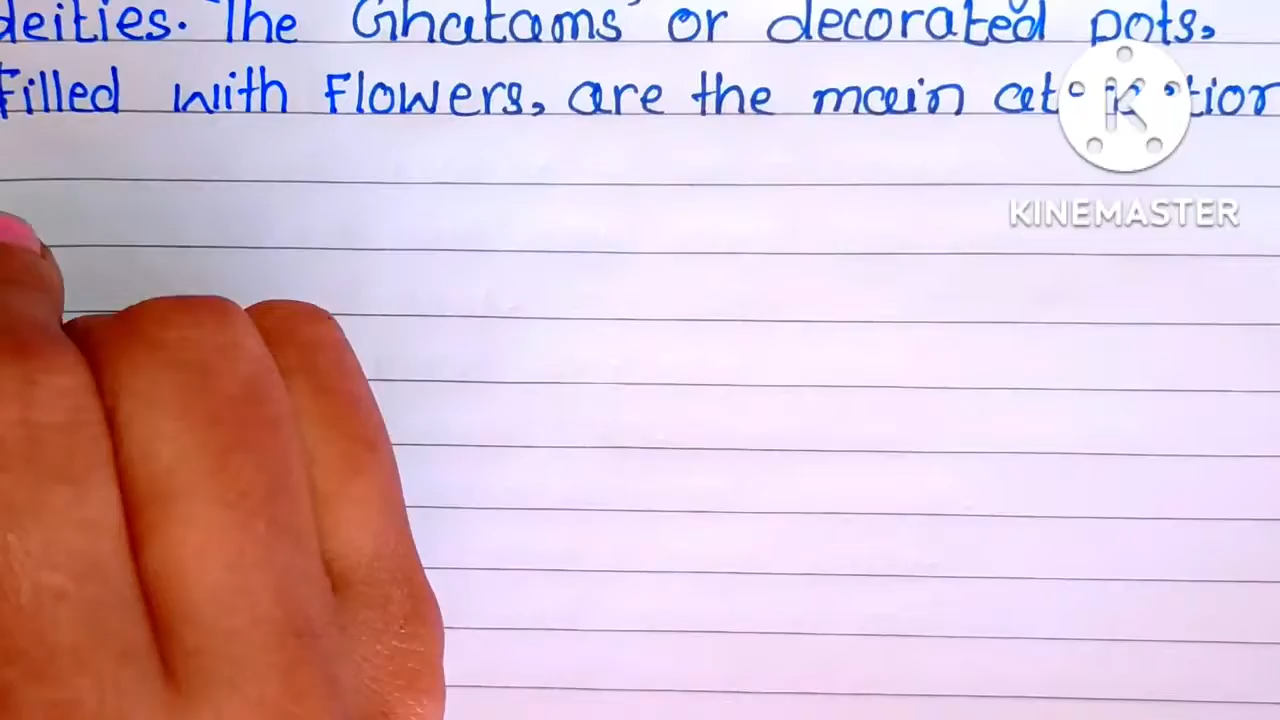 deities. The Ghatams' or decorated pots,
Filled with Flowers, are the main
KINEMASTER